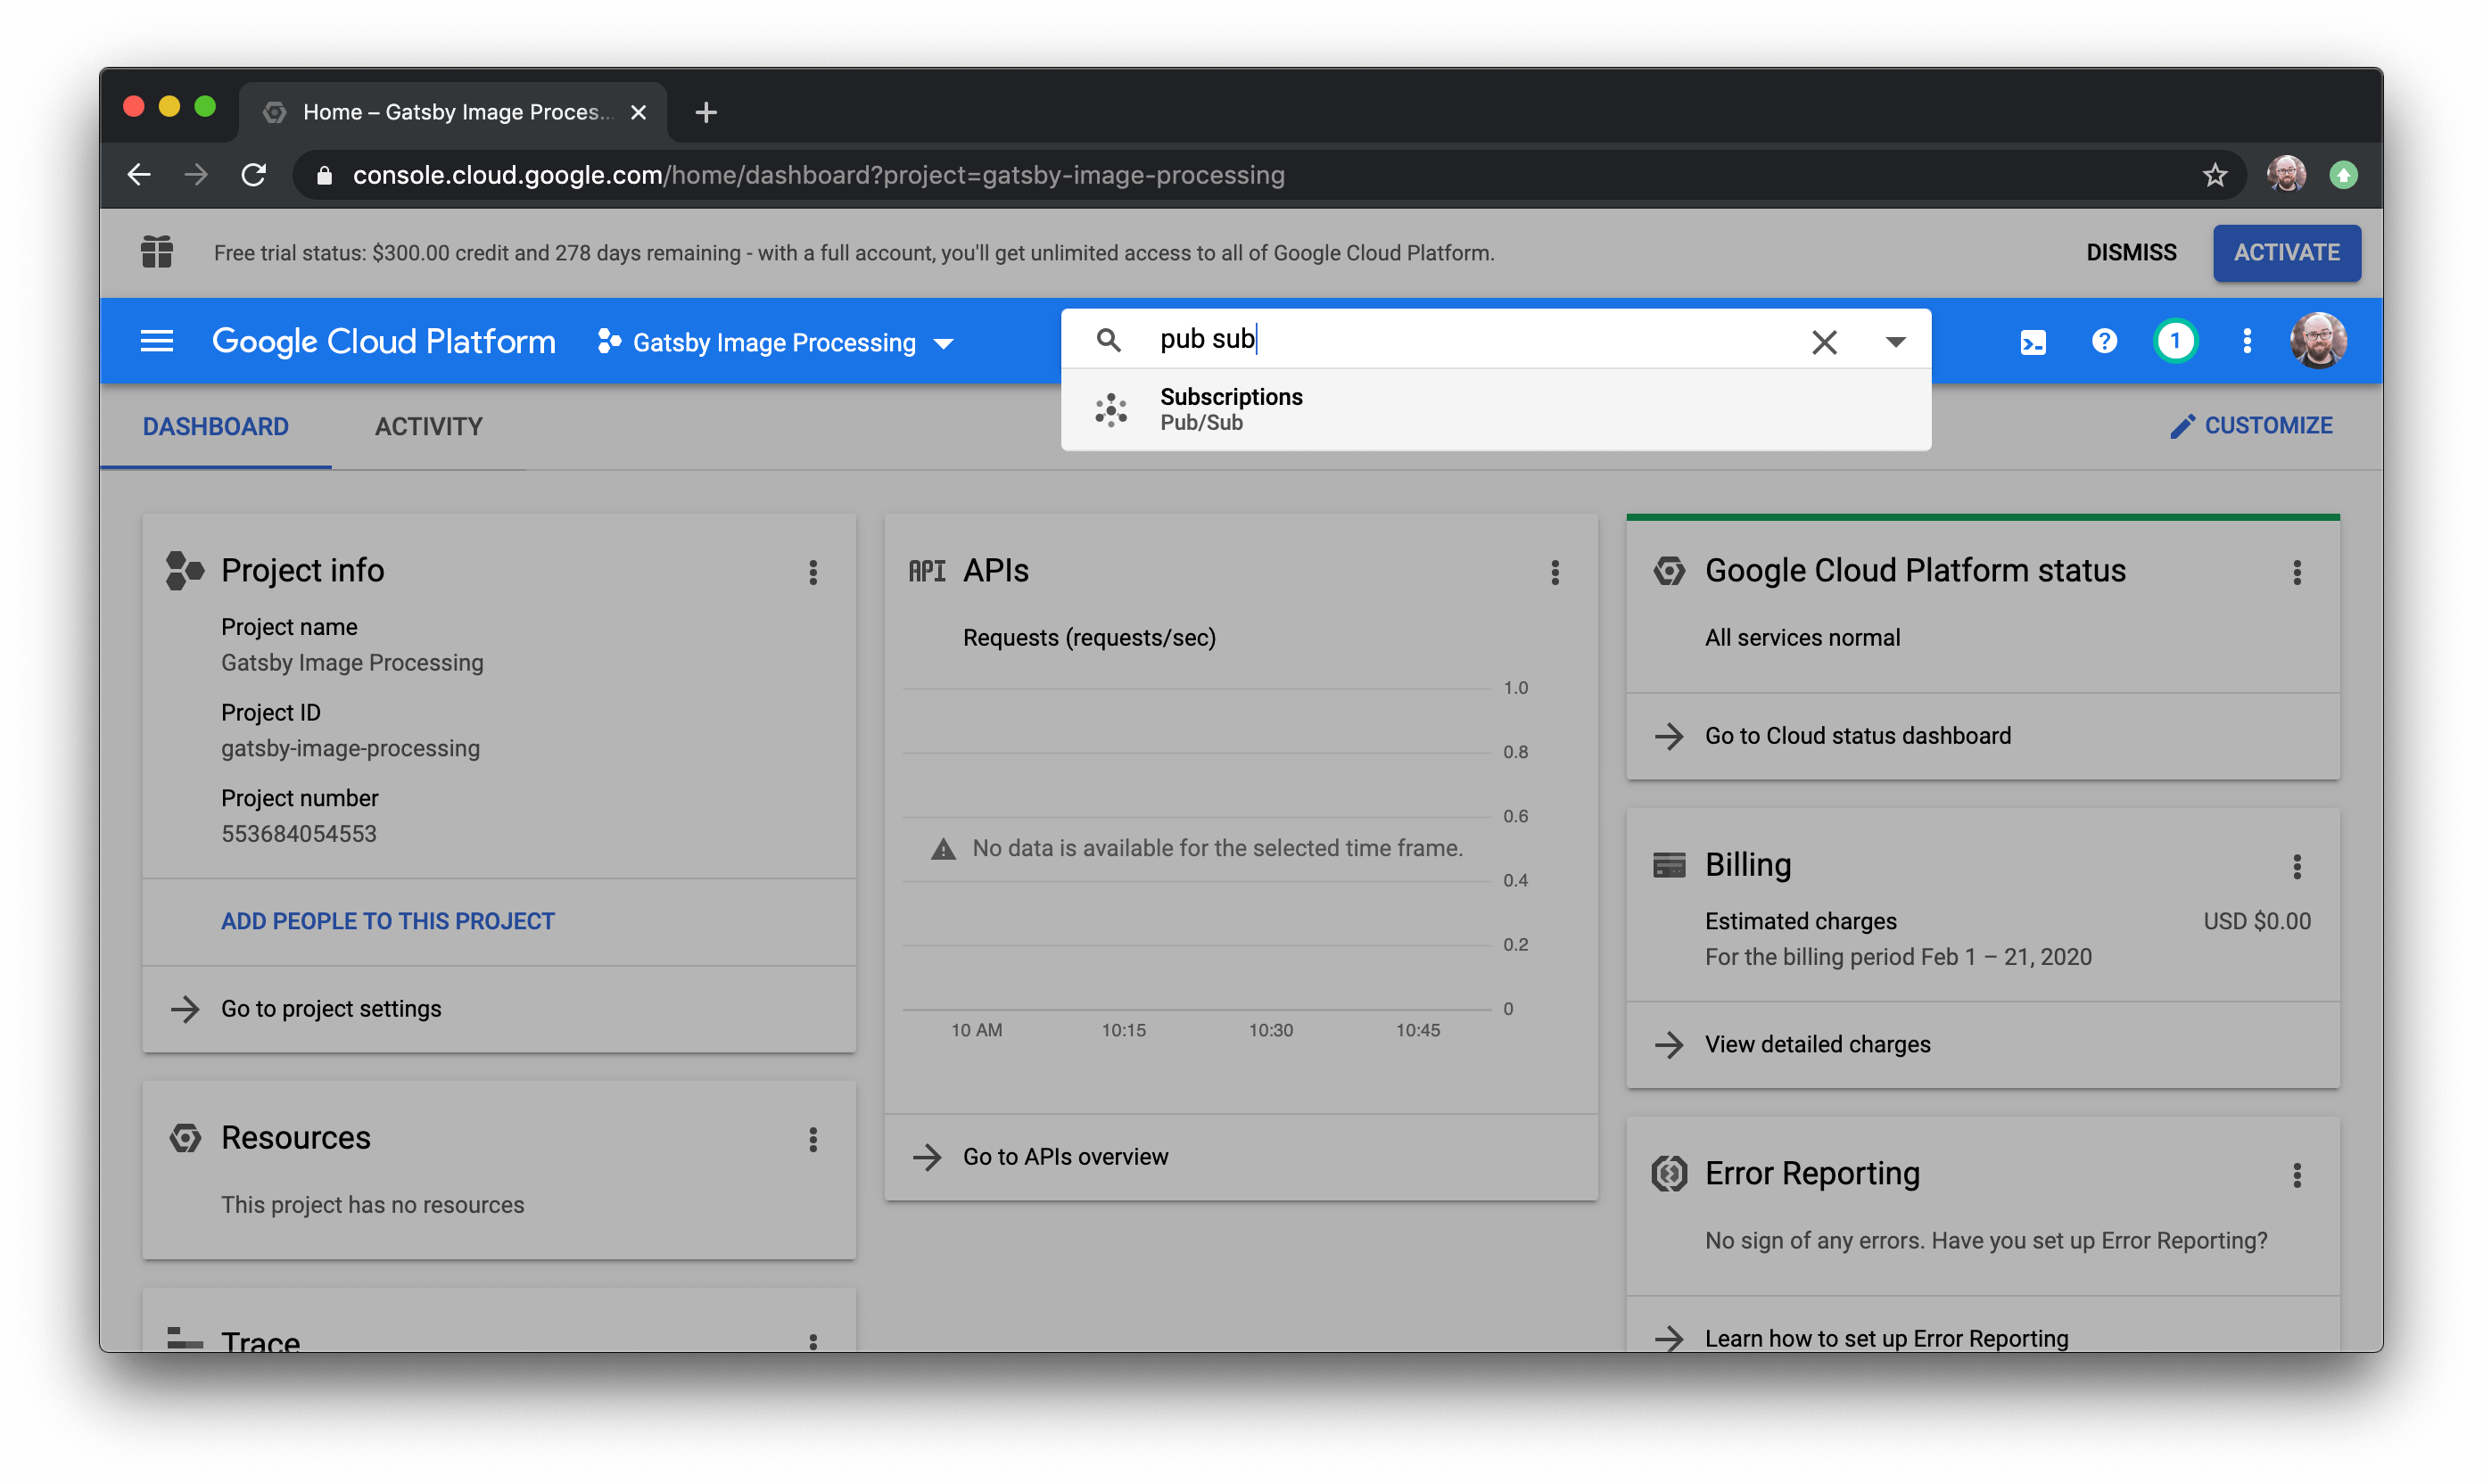 Home – Gatsby Image Proces...
console.cloud.google.com/home/dashboard?project=gatsby-image-processing
Free trial status: $300.00 credit and 278 days remaining - with a full account, you'll get unlimited access to all of Google Cloud Platform.
DISMISS
ACTIVATE
Google Cloud Platform
Gatsby Image Processing
pub sub
1
Subscriptions
Pub/Sub
DASHBOARD
ACTIVITY
CUSTOMIZE
Project info
Project name
Gatsby Image Processing
Project ID
gatsby-image-processing
Project number
553684054553
ADD PEOPLE TO THIS PROJECT
Go to project settings
Resources
This project has no resources
Trace
API APIs
Requests (requests/sec)
1.0
0.8
0.6
No data is available for the selected time frame.
0.4
0.2
0
10 AM 10:15 10:30 10:45
Go to APIs overview
Google Cloud Platform status
All services normal
Go to Cloud status dashboard
Billing
Estimated charges USD $0.00
For the billing period Feb 1 – 21, 2020
View detailed charges
Error Reporting
No sign of any errors. Have you set up Error Reporting?
Learn how to set up Error Reporting